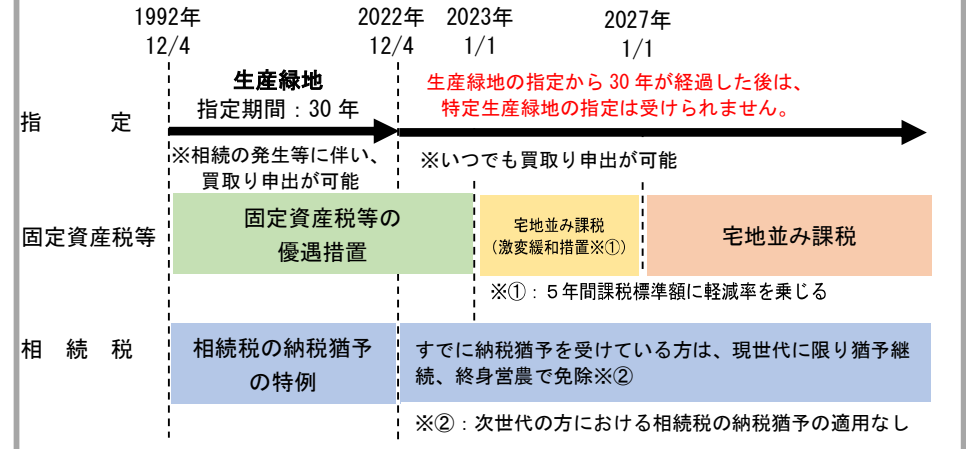 1992年
12/4
2022年
12/4
2023年
1/1
2027年
1/1
指 定
生産緑地
指定期間：30 年
※相続の発生等に伴い、
買取り申出が可能
生産緑地の指定から 30 年が経過した後は、
特定生産緑地の指定は受けられません。
※いつでも買取り申出が可能
固定資産税等
固定資産税等の
優遇措置
宅地並み課税
（激変緩和措置※①）
宅地並み課税
※①：５年間課税標準額に軽減率を乗じる
相 続 税
相続税の納税猶予
の特例
すでに納税猶予を受けている方は、現世代に限り猶予継
続、終身営農で免除※②
※②：次世代の方における相続税の納税猶予の適用なし